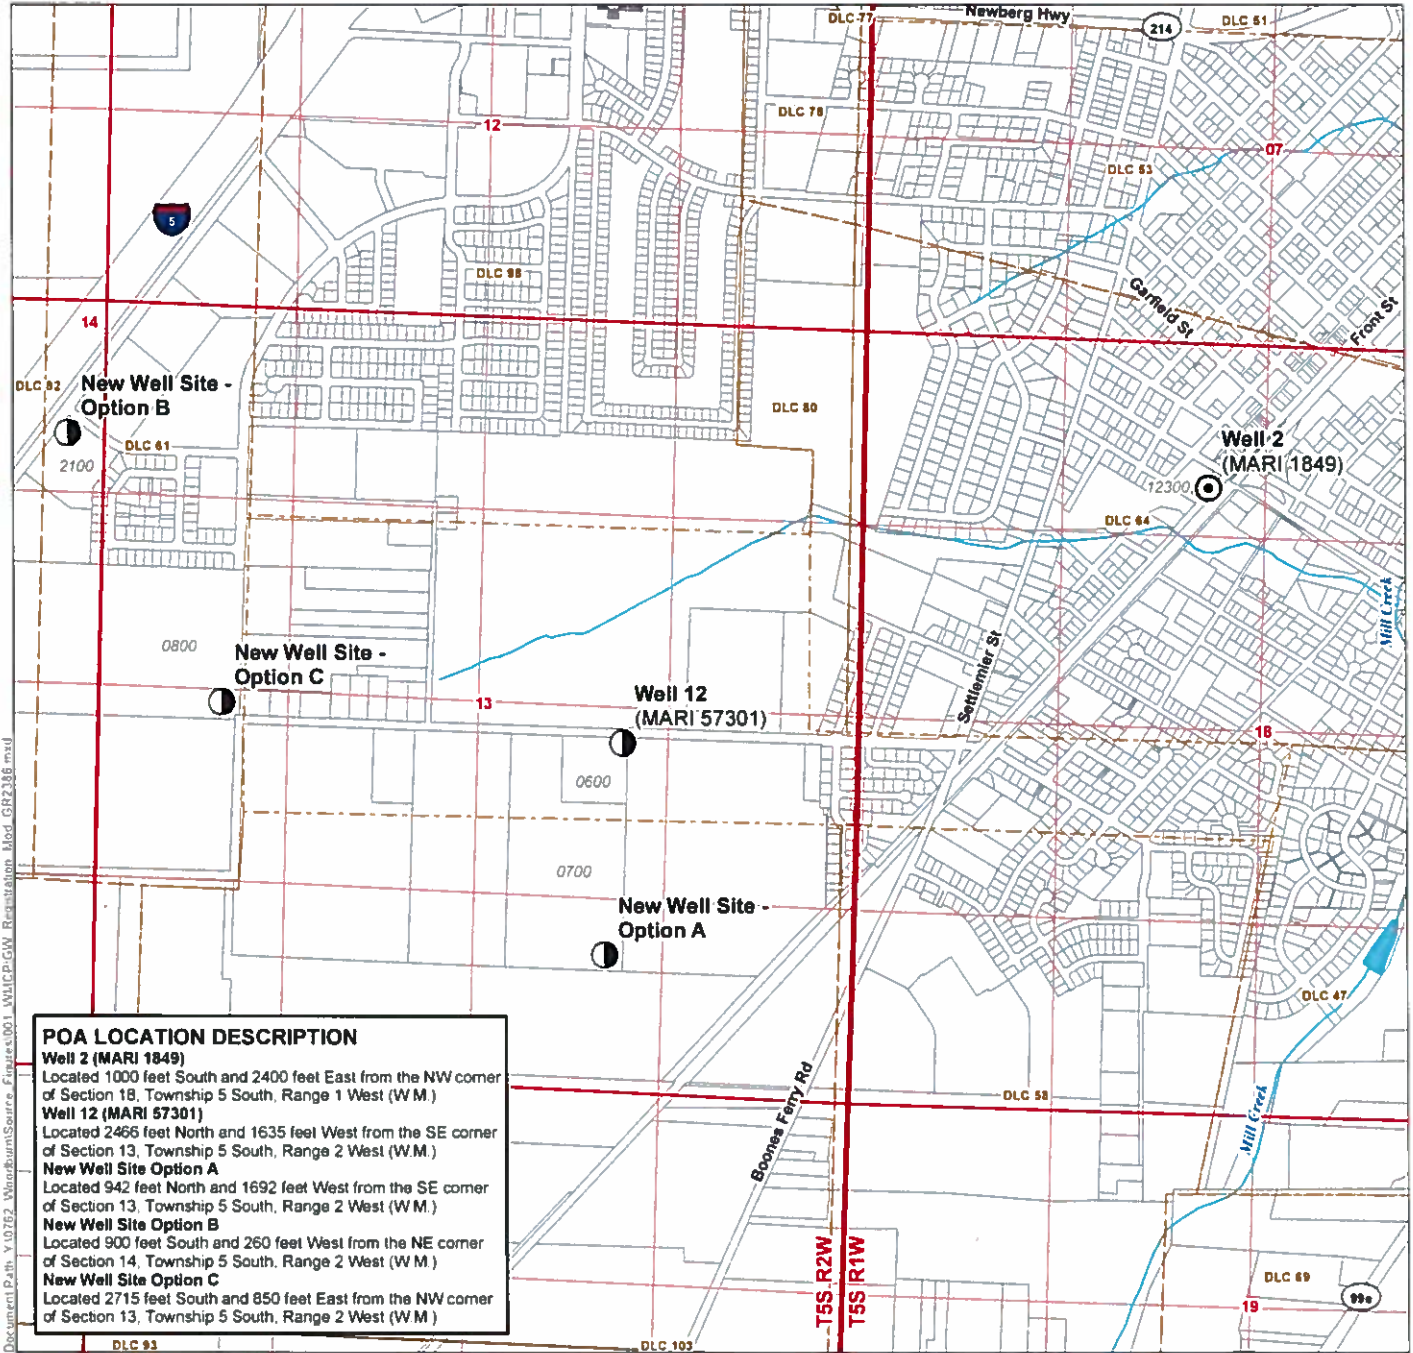 DLC 77
Newberg Hwy
214
DLC 51
DLC 78
12
07
DLC 53
5
DLC 98
Garfield St
Front St
14
DLC 82
New Well Site -
Option B
DLC 80
DLC 61
2100
Well 2
(MARI 1849)
12300
DLC 64
Mill Creek
0800
New Well Site -
Option C
Settlemier St
13
Well 12
(MARI 57301)
18
0600
0700
New Well Site -
Option A
DLC 47
POA LOCATION DESCRIPTION
Well 2 (MARI 1849)
Located 1000 feet South and 2400 feet East from the NW corner
of Section 18, Township 5 South, Range 1 West (W.M.)
Well 12 (MARI 57301)
Located 2466 feet North and 1635 feet West from the SE corner
of Section 13, Township 5 South, Range 2 West (W.M.)
New Well Site Option A
Located 942 feet North and 1692 feet West from the SE corner
of Section 13, Township 5 South, Range 2 West (W.M.)
New Well Site Option B
Located 900 feet South and 260 feet West from the NE corner
of Section 14, Township 5 South, Range 2 West (W.M.)
New Well Site Option C
Located 2715 feet South and 850 feet East from the NW corner
of Section 13, Township 5 South, Range 2 West (W.M.)
Boones Ferry Rd
DLC 58
Mill Creek
T5S R2W
T5S R1W
DLC 69
19
99e
DLC 93
DLC 103